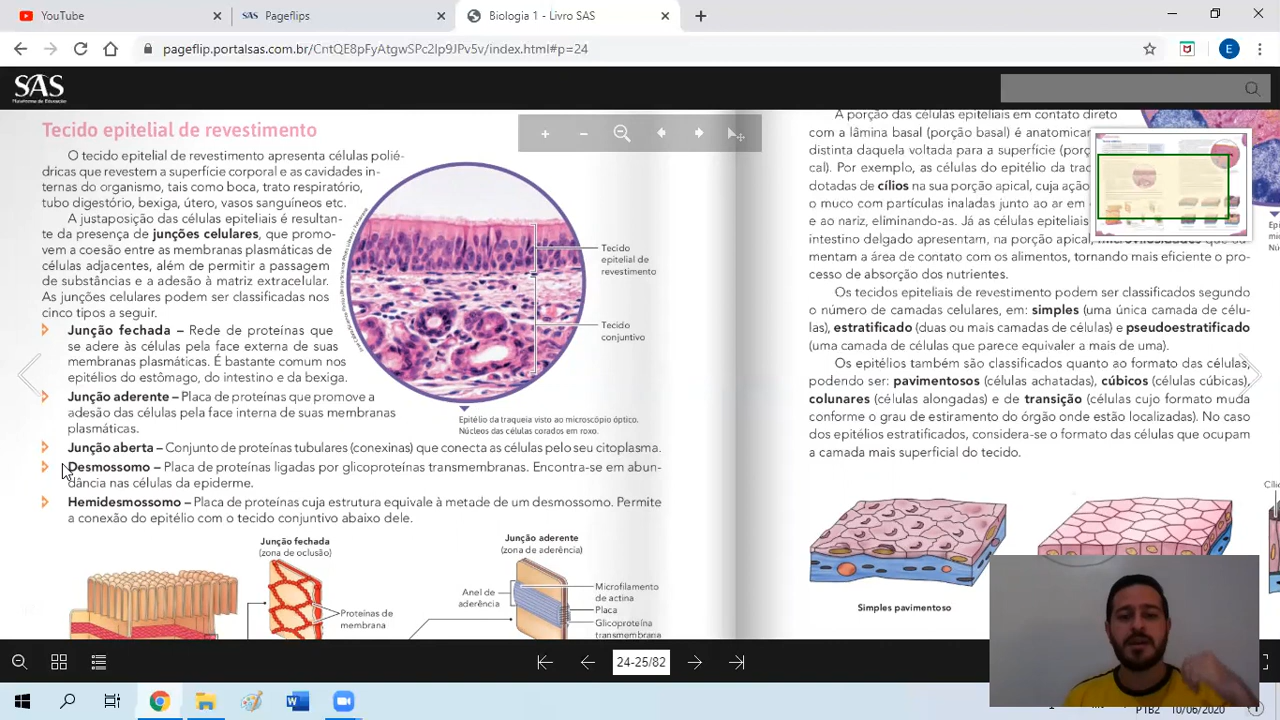 YouTube
SAS Pageflips
Biologia 1 - Livro SAS
pageflip.portalsas.com.br/CntQE8pFyAtgwSPc2Ip9JPv5v/index.html#p=24
E
SAS
Plataforma de Educação
Tecido epitelial de revestimento
O tecido epitelial de revestimento apresenta células polié-
dricas que revestem a superfície corporal e as cavidades in-
ternas do organismo, tais como boca, trato respiratório,
tubo digestório, bexiga, útero, vasos sanguíneos etc.
A justaposição das células epiteliais é resultan-
te da presença de junções celulares, que promo-
vem a coesão entre as membranas plasmáticas de
células adjacentes, além de permitir a passagem
de substâncias e a adesão à matriz extracelular.
As junções celulares podem ser classificadas nos
cinco tipos a seguir.
Junção fechada – Rede de proteínas que
se adere às células pela face externa de suas
membranas plasmáticas. É bastante comum nos
epitélios do estômago, do intestino e da bexiga.
Junção aderente – Placa de proteínas que promove a
adesão das células pela face interna de suas membranas
plasmáticas.
Junção aberta – Conjunto de proteínas tubulares (conexinas) que conecta as células pelo seu citoplasma.
Desmossomo – Placa de proteínas ligadas por glicoproteínas transmembranas. Encontra-se em abun-
dância nas células da epiderme.
Hemidesmossomo – Placa de proteínas cuja estrutura equivale à metade de um desmossomo. Permite
a conexão do epitélio com o tecido conjuntivo abaixo dele.
Tecido
epitelial de
revestimento
Tecido
conjuntivo
Epitélio da traqueia visto ao microscópio óptico.
Núcleos das células corados em roxo.
Junção fechada
(zona de oclusão)
Proteínas de
membrana
Junção aderente
(zona de aderência)
Anel de
aderência
Microfilamento
de actina
Placa
Glicoproteína
transmembrana
A porção das células epiteliais em contato direto
com a lâmina basal (porção basal) é anatomicar
distinta daquela voltada para a superfície (porç
cal). Por exemplo, as células do epitélio da trac
dotadas de cílios na sua porção apical, cuja ação
o muco com partículas inaladas junto ao ar em
e ao nariz, eliminando-as. Já as células epiteliais
intestino delgado apresentam, na porção apical, microvilosidades que au-
mentam a área de contato com os alimentos, tornando mais eficiente o pro-
cesso de absorção dos nutrientes.
Os tecidos epiteliais de revestimento podem ser classificados segundo
o número de camadas celulares, em: simples (uma única camada de célu-
las), estratificado (duas ou mais camadas de células) e pseudoestratificado
(uma camada de células que parece equivaler a mais de uma).
Os epitélios também são classificados quanto ao formato das células,
podendo ser: pavimentosos (células achatadas), cúbicos (células cúbicas),
colunares (células alongadas) e de transição (células cujo formato muda
conforme o grau de estiramento do órgão onde estão localizadas). No caso
dos epitélios estratificados, considera-se o formato das células que ocupam
a camada mais superficial do tecido.
Simples pavimentoso
Epi
mic
Nú
Cíli
24-25/82
PTB2 10/06/2020